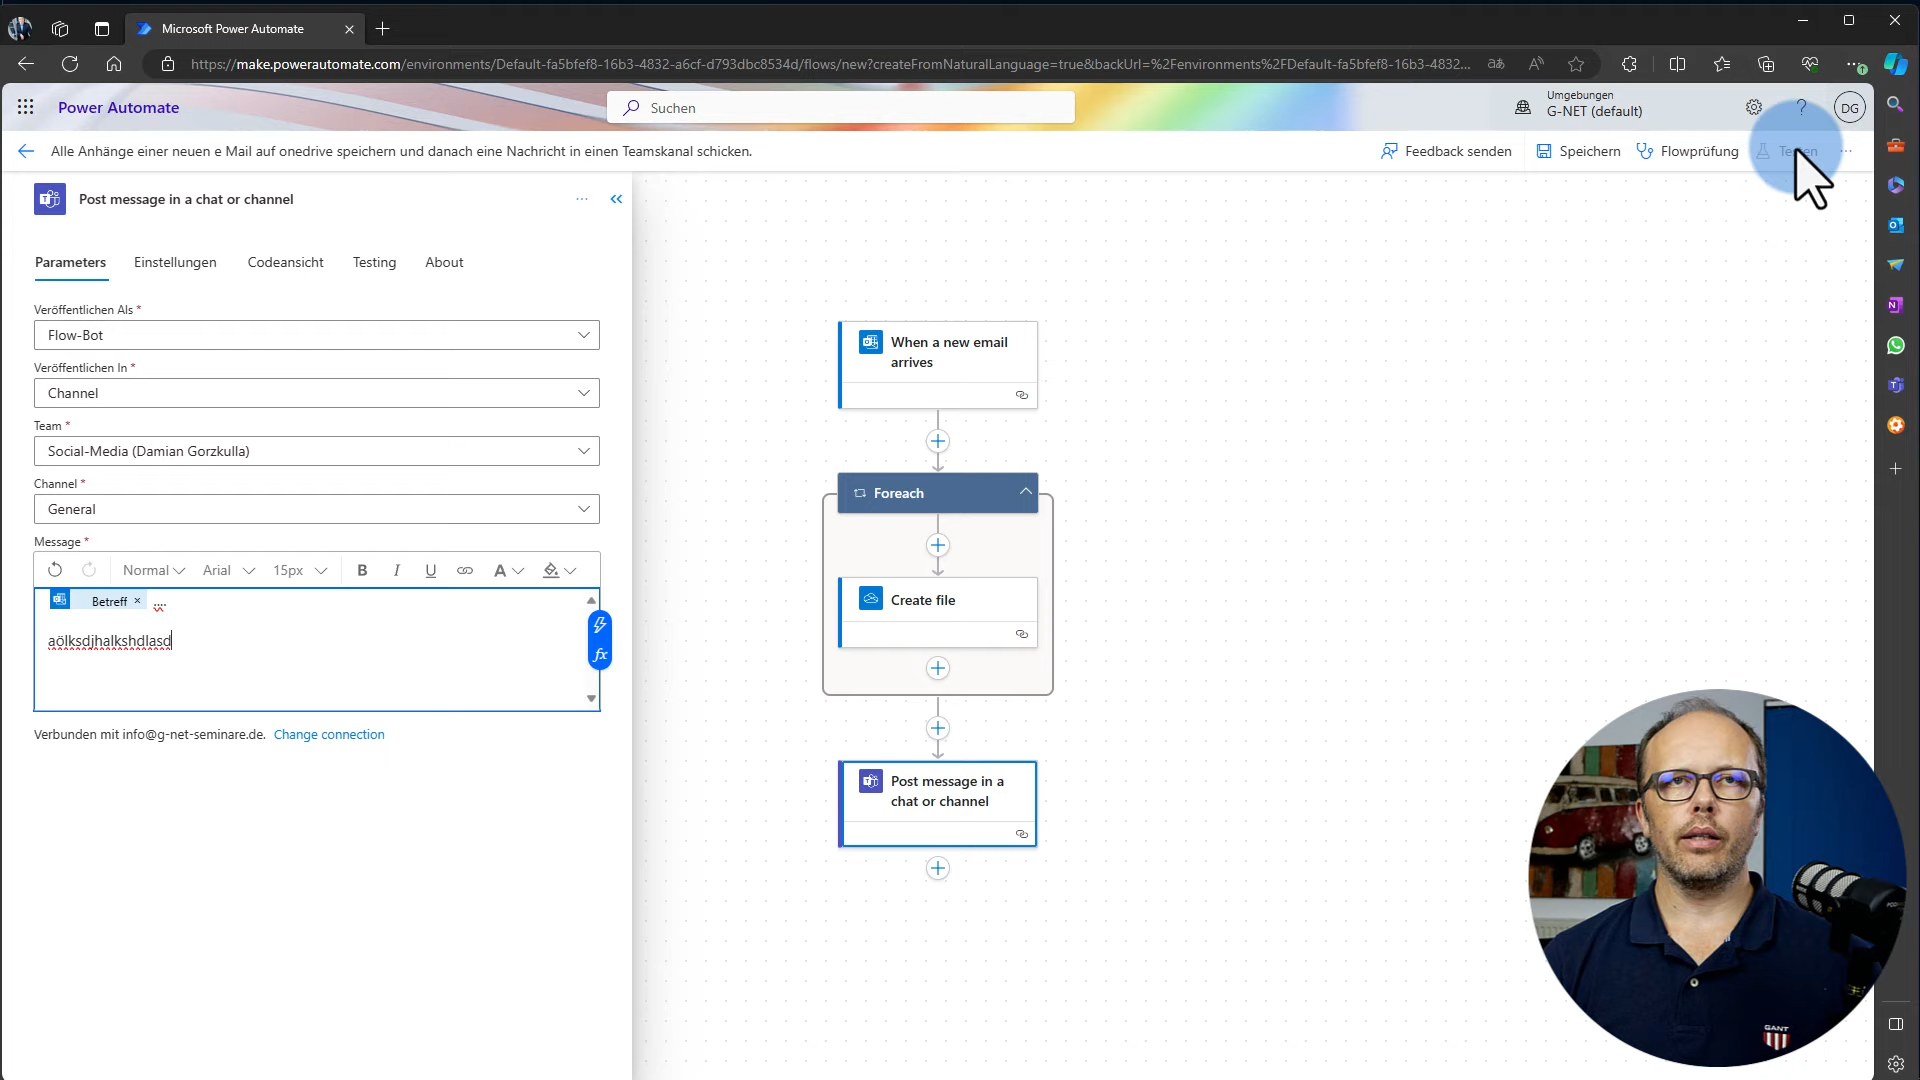 Microsoft Power Automate
https://make.powerautomate.com/environments/Default-fa5bfef8-16b3-4832-a6cf-d793dbc8534d/flows/new?createFromNaturalLanguage=true&backUrl=%2Fenvironments%2FDefault-fa5bfef8-16b3-4832...
Power Automate
Suchen
Umgebungen
G-NET (default)
DG
Alle Anhänge einer neuen e Mail auf onedrive speichern und danach eine Nachricht in einen Teamskanal schicken.
Feedback senden
Speichern
Flowprüfung
Testen
Post message in a chat or channel
Parameters
Einstellungen
Codeansicht
Testing
About
Veröffentlichen Als *
Flow-Bot
Veröffentlichen In *
Channel
Team *
Social-Media (Damian Gorzkulla)
Channel *
General
Message *
Normal
Arial
15px
B
I
U
A
Betreff × ....
aölksdjhalkshdlasd
fx
Verbunden mit info@g-net-seminare.de. Change connection
When a new email
arrives
Foreach
Create file
Post message in a
chat or channel
GANT